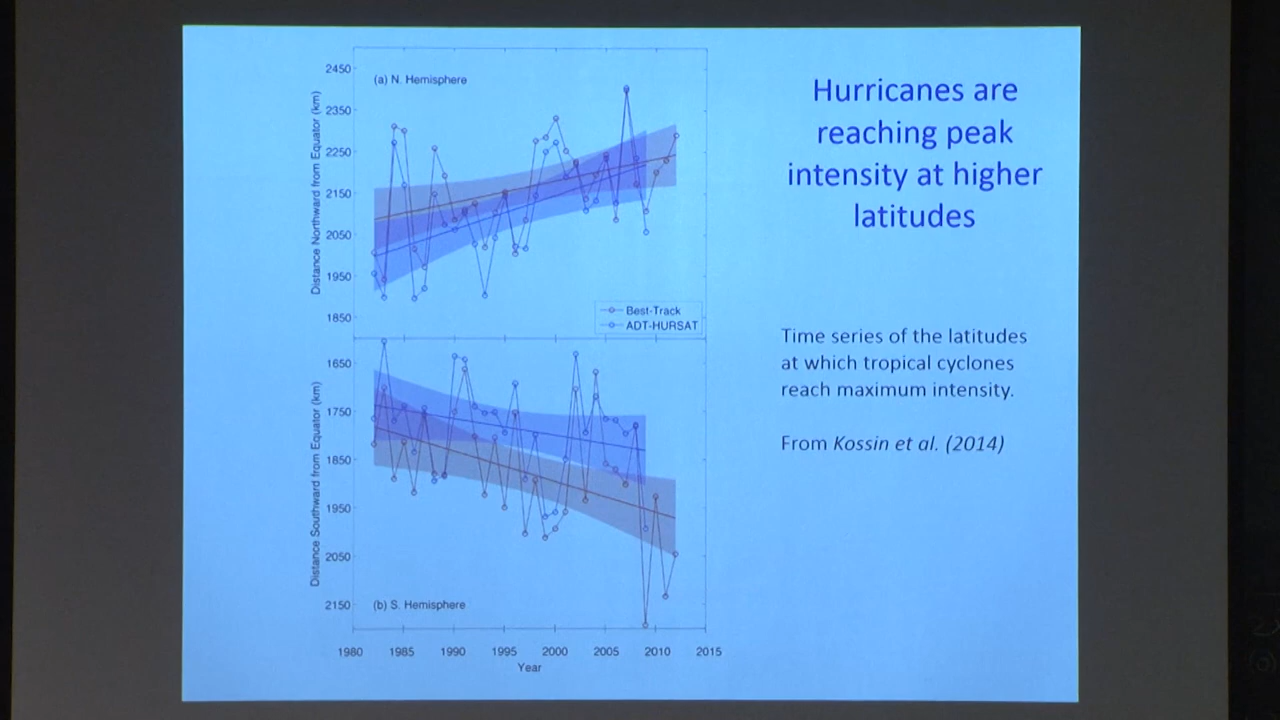 Hurricanes are
reaching peak
intensity at higher
latitudes
Time series of the latitudes
at which tropical cyclones
reach maximum intensity.
From Kossin et al. (2014)
(a) N. Hemisphere
Distance Northward from Equator (km)
2450
2350
2250
2150
2050
1950
1850
Best-Track
ADT-HURSAT
(b) S. Hemisphere
Distance Southward from Equator (km)
1650
1750
1850
1950
2050
2150
1980 1985 1990 1995 2000 2005 2010 2015
Year